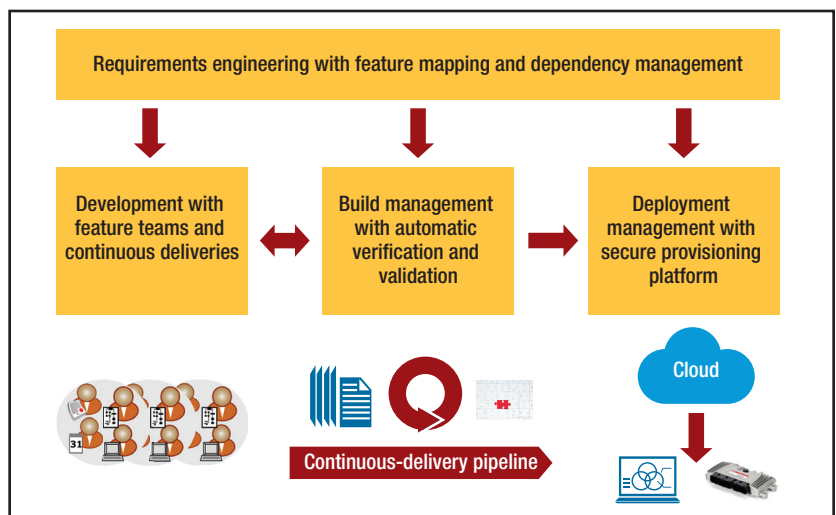 Requirements engineering with feature mapping and dependency management
Development with
feature teams and
continuous deliveries
Build management
with automatic
verification and
validation
Deployment
management with
secure provisioning
platform
31
Cloud
Continuous-delivery pipeline